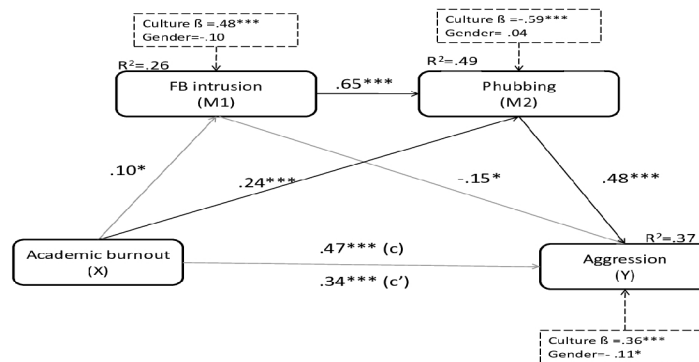 Culture ß =.48***
Gender=-.10
Culture ß =-.59***
Gender= .04
R²=.26
R²=.49
FB intrusion
(M1)
.65***
Phubbing
(M2)
.10*
.24***
-.15*
.48***
R²=.37
Academic burnout
(X)
.47*** (c)
.34*** (c')
Aggression
(Y)
Culture ß =.36***
Gender=- .11*